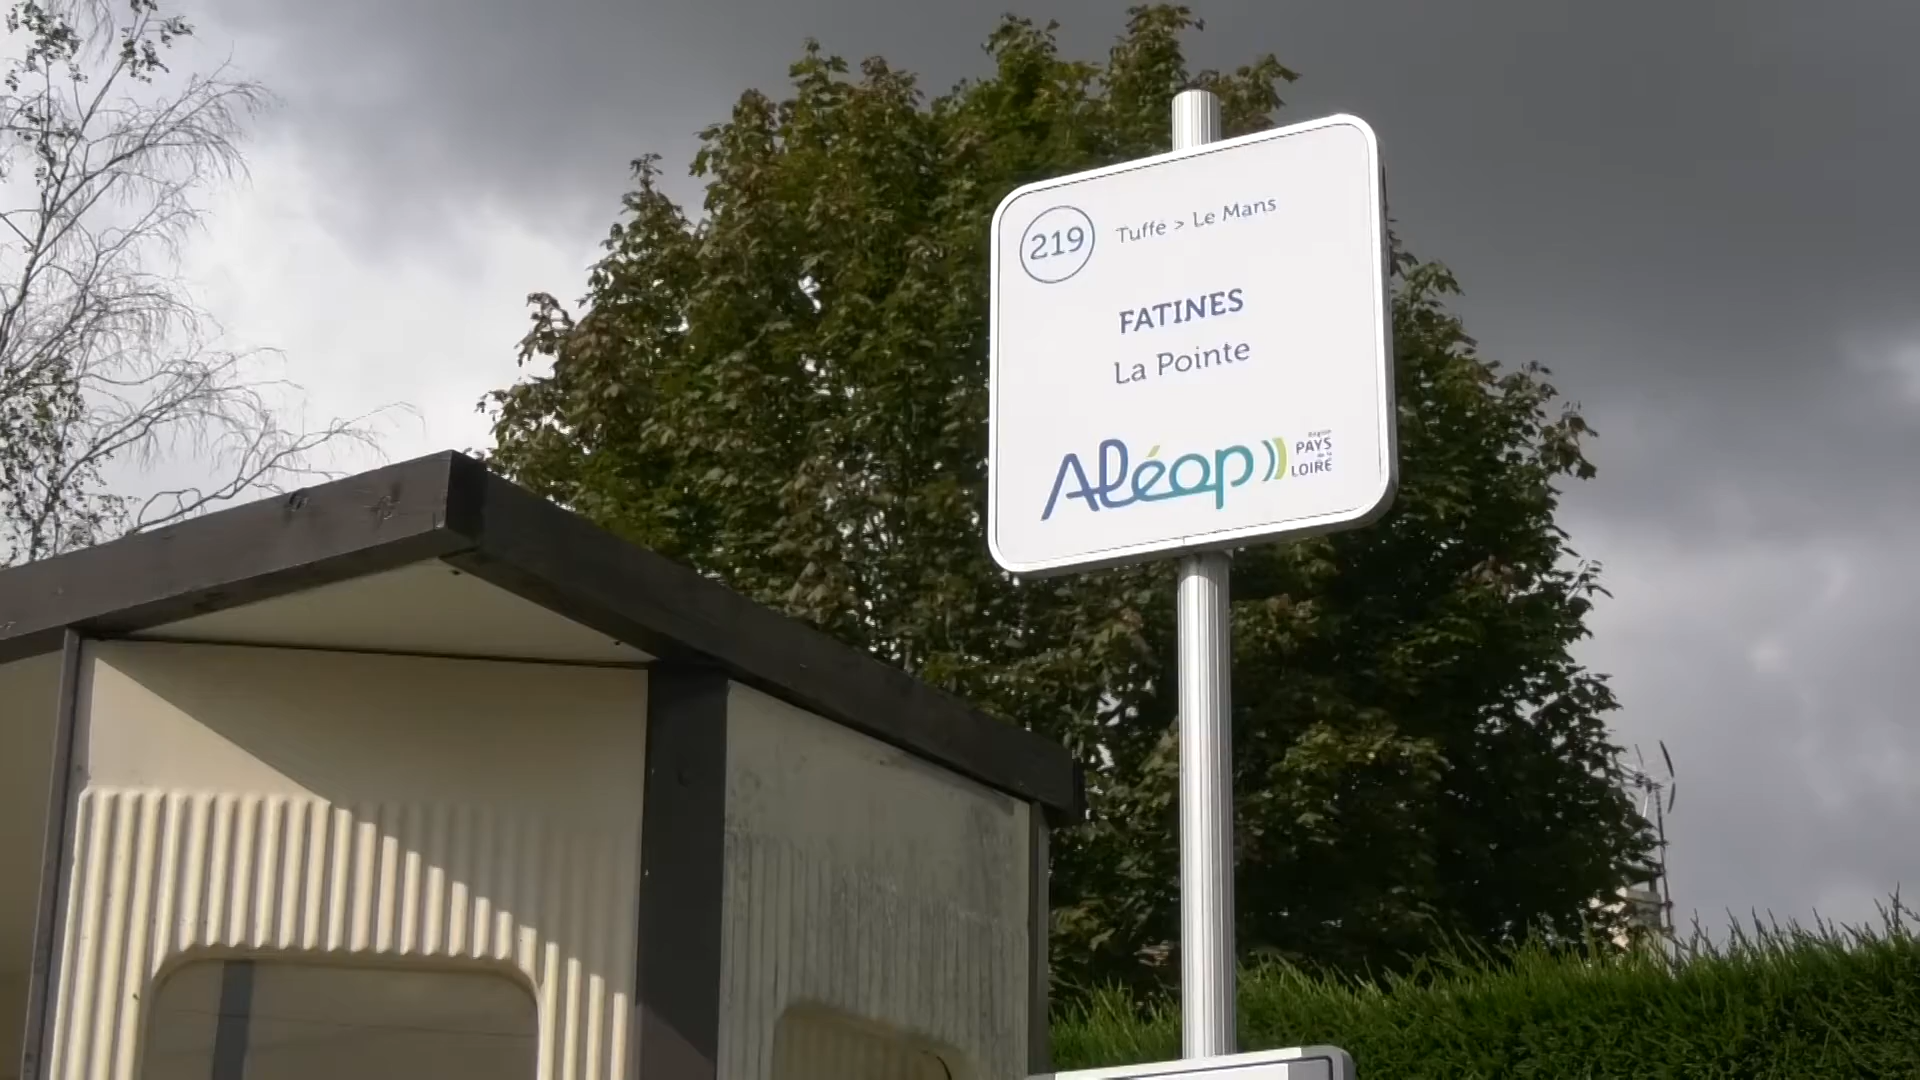 219 Tuffé > Le Mans
FATINES
La Pointe
Aléop
Région
PAYS
de la
LOIRE